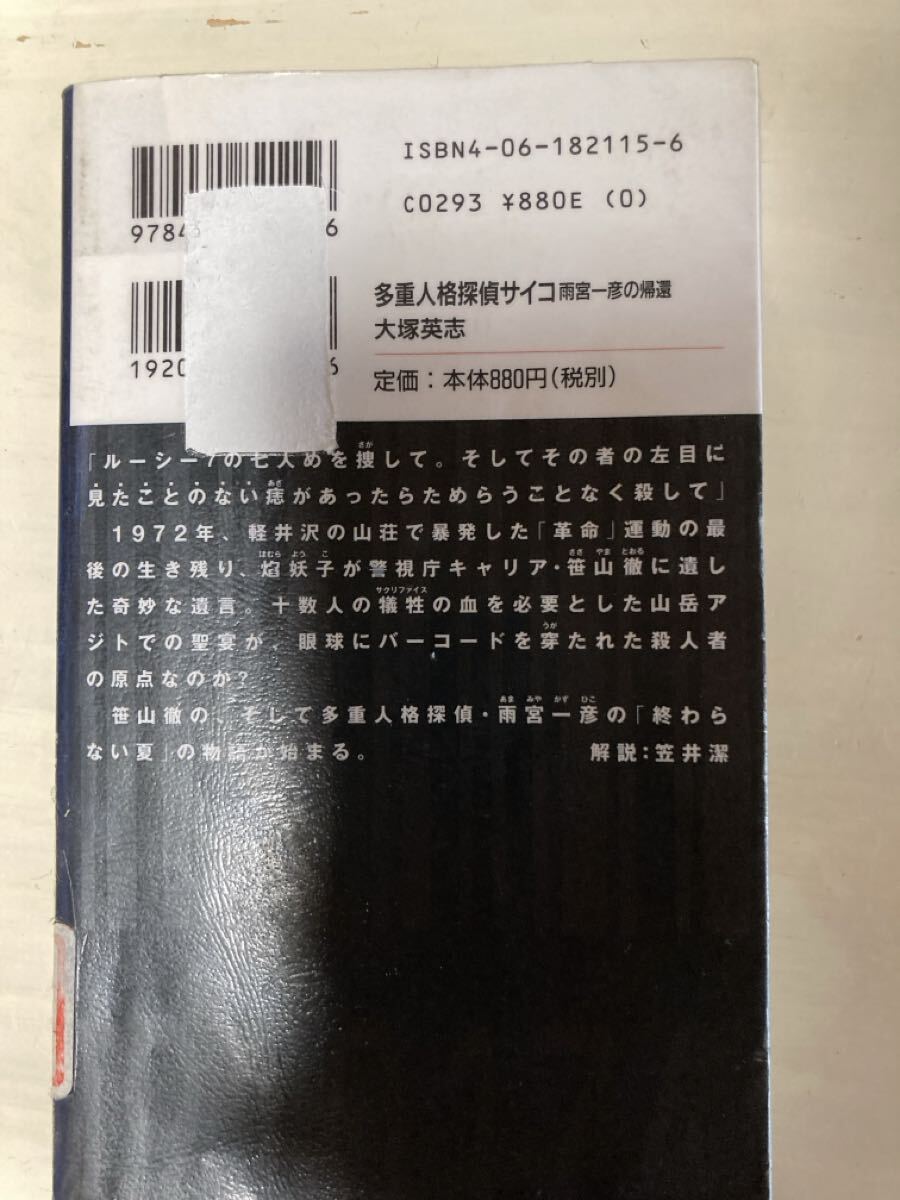 ISBN4-06-182115-6
C0293 ¥880E (0)
9784 6
1920 6
多重人格探偵サイコ雨宮一彦の帰還
大塚英志
定価：本体880円（税別）
「ルーシー7の七人めを捜して。そしてその者の左目に
見たことのない痣があったらためらうことなく殺して」
1972年、軽井沢の山荘で暴発した「革命」運動の最
後の生き残り、焔妖子が警視庁キャリア・笹山徹に遺し
た奇妙な遺言。十数人の犠牲の血を必要とした山岳ア
ジトでの聖宴が、眼球にバーコードを穿たれた殺人者
の原点なのか？
笹山徹の、そして多重人格探偵・雨宮一彦の「終わら
ない夏」の物語が始まる。 解説：笠井潔